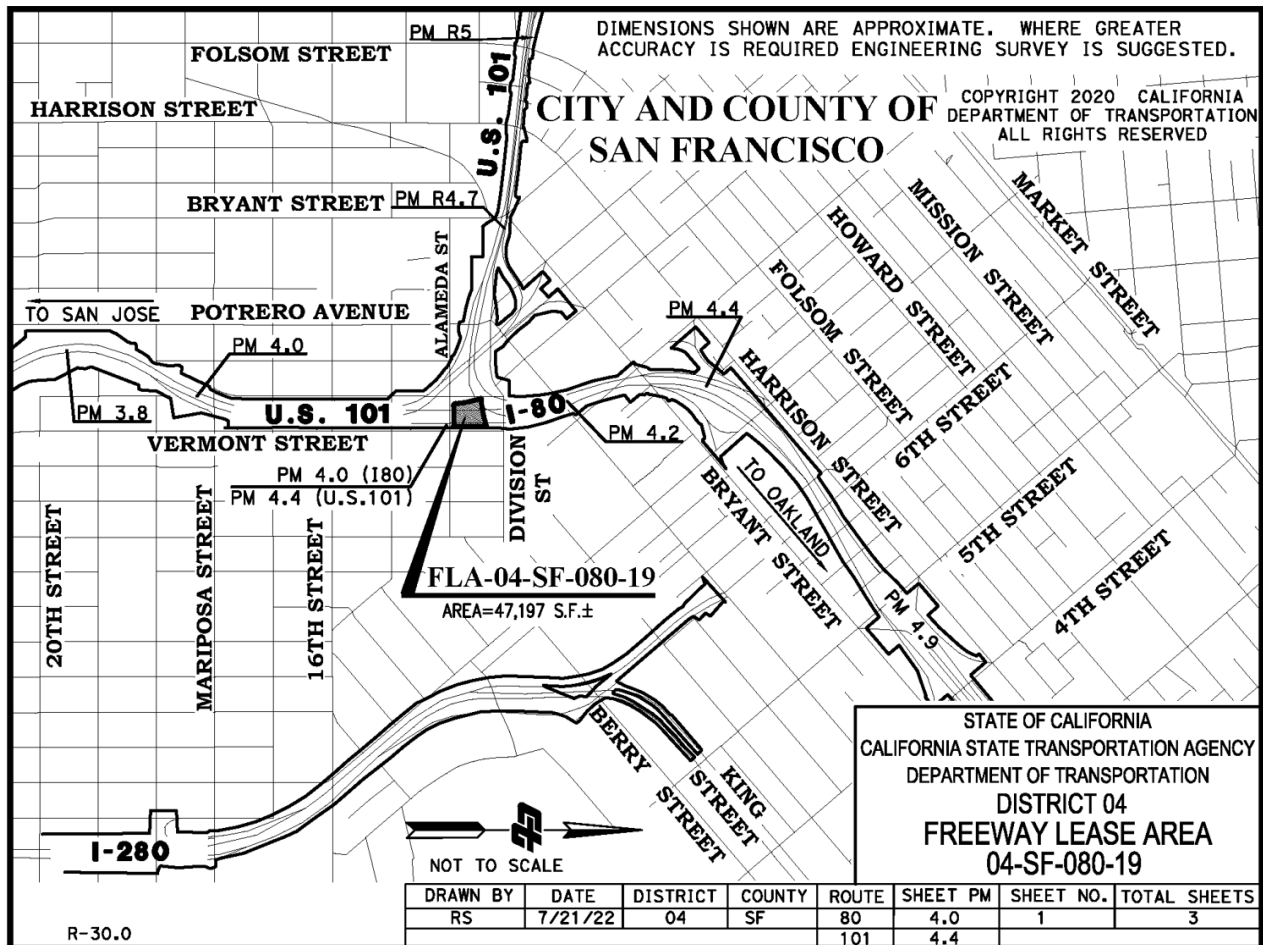 DIMENSIONS SHOWN ARE APPROXIMATE. WHERE GREATER
ACCURACY IS REQUIRED ENGINEERING SURVEY IS SUGGESTED.
PM R5
FOLSOM STREET
U.S. 101
HARRISON STREET
CITY AND COUNTY OF
SAN FRANCISCO
COPYRIGHT 2020 CALIFORNIA
DEPARTMENT OF TRANSPORTATION
ALL RIGHTS RESERVED
BRYANT STREET
PM R4.7
ALAMEDA ST
MARKET STREET
MISSION STREET
HOWARD STREET
FOLSOM STREET
HARRISON STREET
TO SAN JOSE
POTRERO AVENUE
PM 4.4
PM 4.0
PM 3.8
U.S. 101
I-80
PM 4.2
6TH STREET
VERMONT STREET
PM 4.0 (I80)
PM 4.4 (U.S.101)
DIVISION
ST
BRYANT STREET
TO OAKLAND
5TH STREET
4TH STREET
20TH STREET
MARIPOSA STREET
16TH STREET
FLA-04-SF-080-19
AREA=47,197 S.F.±
PM 4.9
BERRY
STREET
KING
STREET
I-280
NOT TO SCALE
STATE OF CALIFORNIA
CALIFORNIA STATE TRANSPORTATION AGENCY
DEPARTMENT OF TRANSPORTATION
DISTRICT 04
FREEWAY LEASE AREA
04-SF-080-19
DRAWN BY DATE DISTRICT COUNTY ROUTE SHEET PM SHEET NO. TOTAL SHEETS
RS 7/21/22 04 SF 80 4.0 1 3
101 4.4
R-30.0